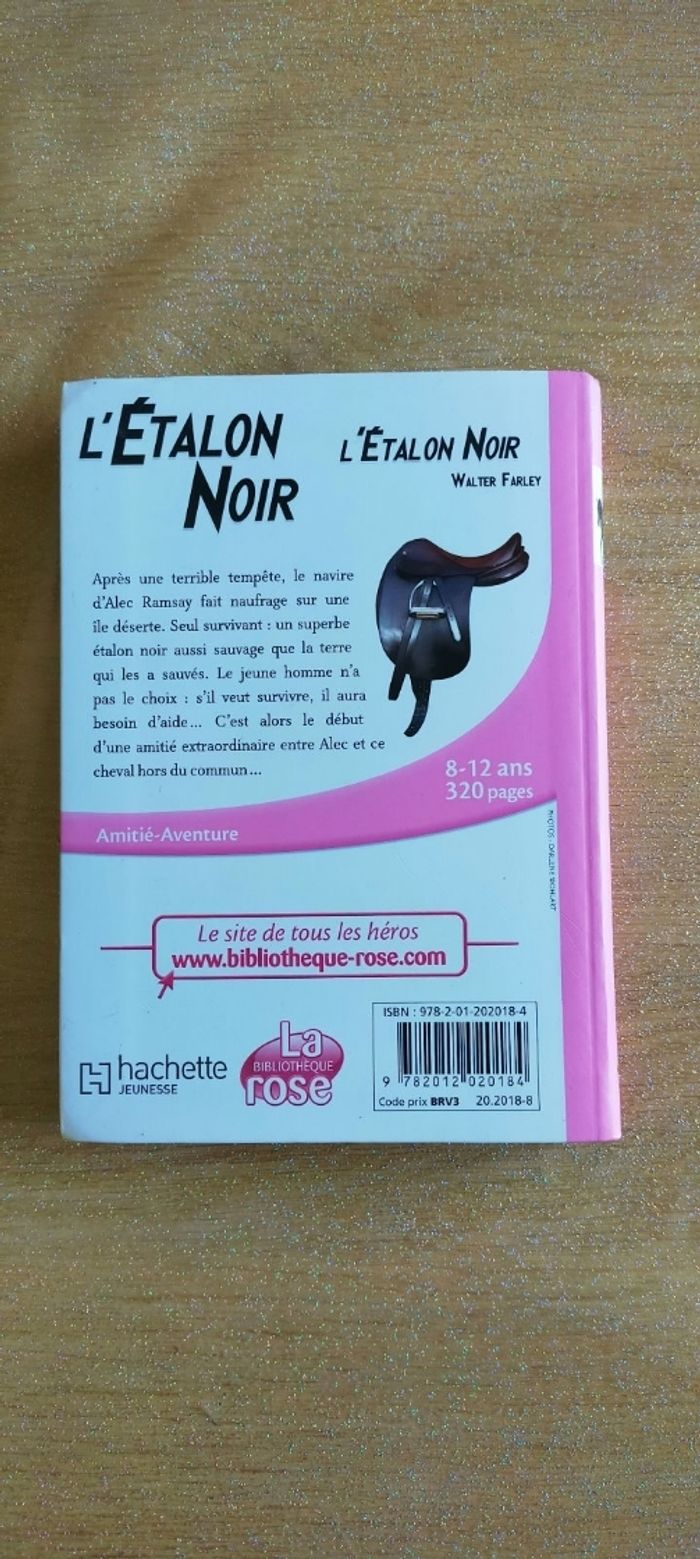 L'ÉTALON
NOIR
L'ÉTALON NOIR
WALTER FARLEY
Après une terrible tempête, le navire
d'Alec Ramsay fait naufrage sur une
île déserte. Seul survivant : un superbe
étalon noir aussi sauvage que la terre
qui les a sauvés. Le jeune homme n'a
pas le choix : s'il veut survivre, il aura
besoin d'aide... C'est alors le début
d'une amitié extraordinaire entre Alec et ce
cheval hors du commun...
8-12 ans
320 pages
Amitié-Aventure
PHOTOS : DARLENE
Le site de tous les héros
www.bibliotheque-rose.com
hachette
JEUNESSE
La
BIBLIOTHÈQUE
rose
ISBN : 978-2-01-202018-4
9 782012 020184
Code prix BRV3 20.2018-8